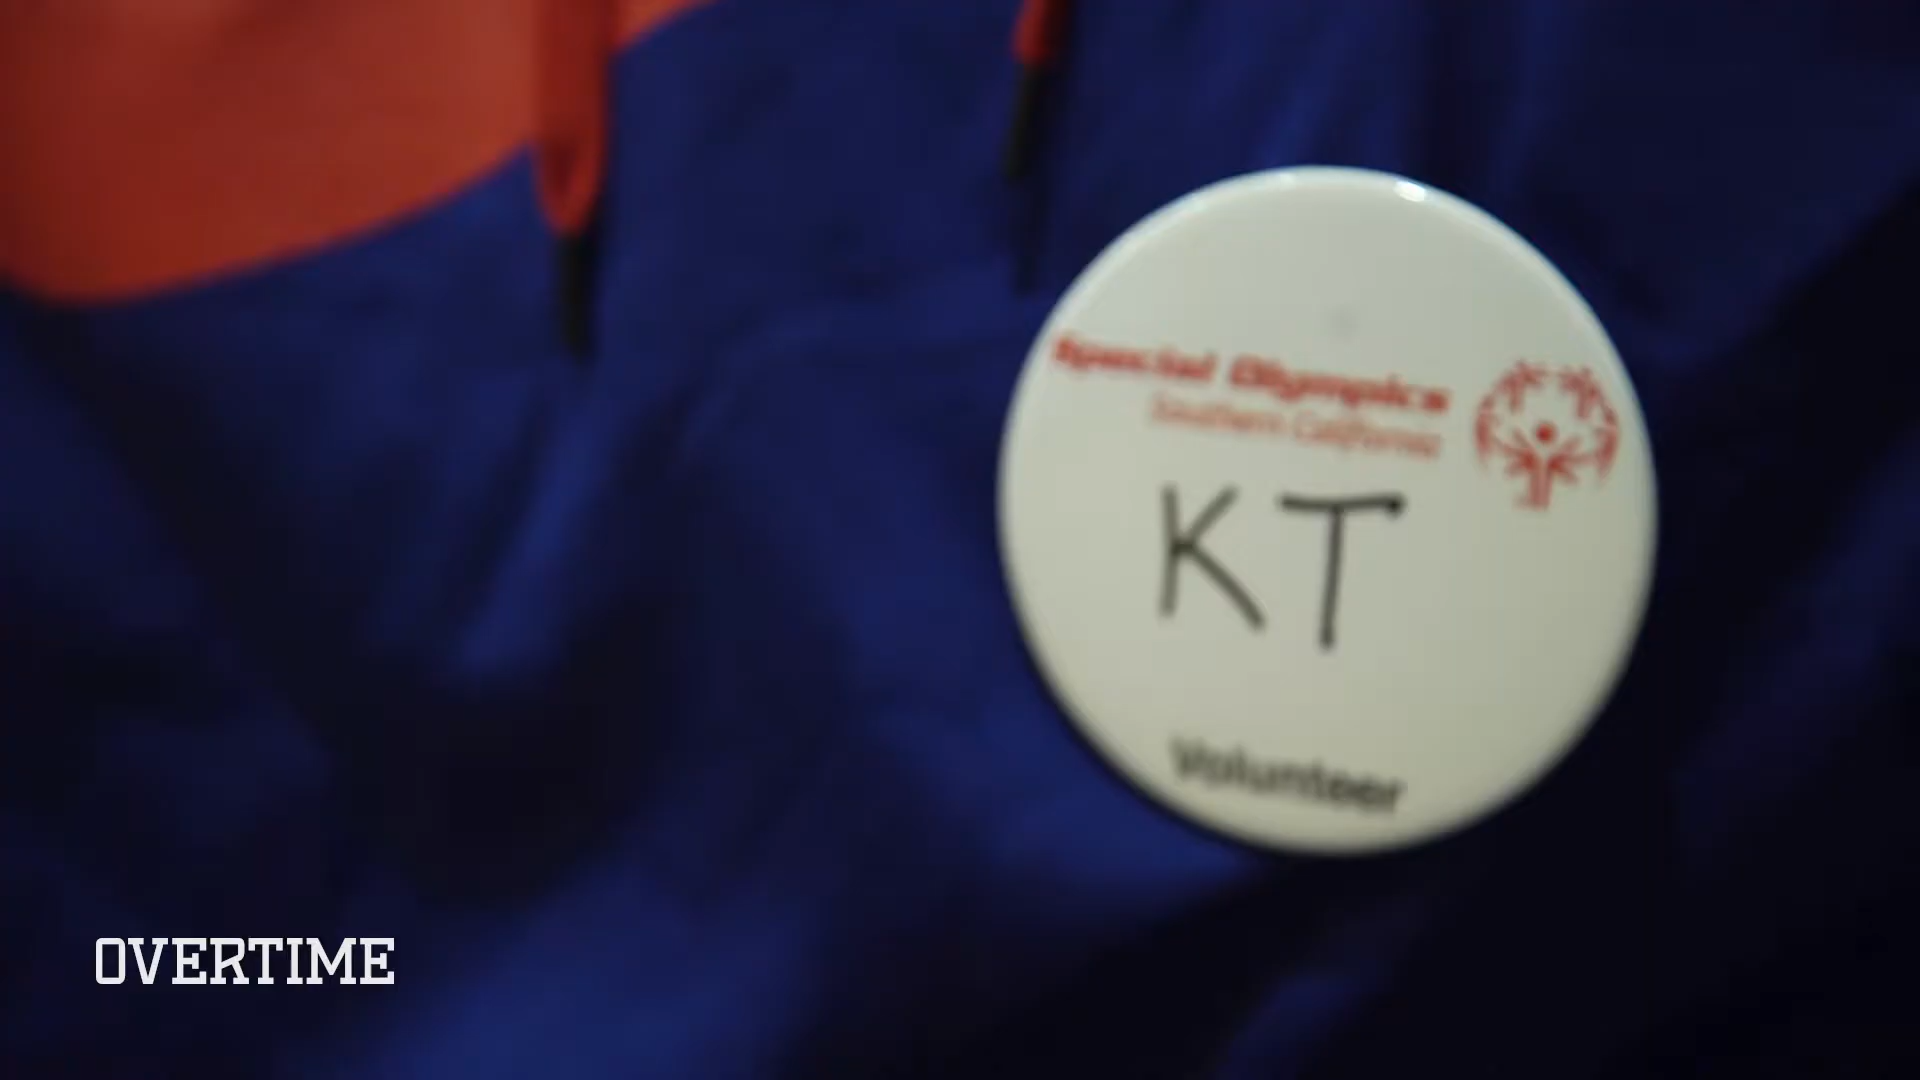 Special Olympics
Southern California
KT
Volunteer
OVERTIME